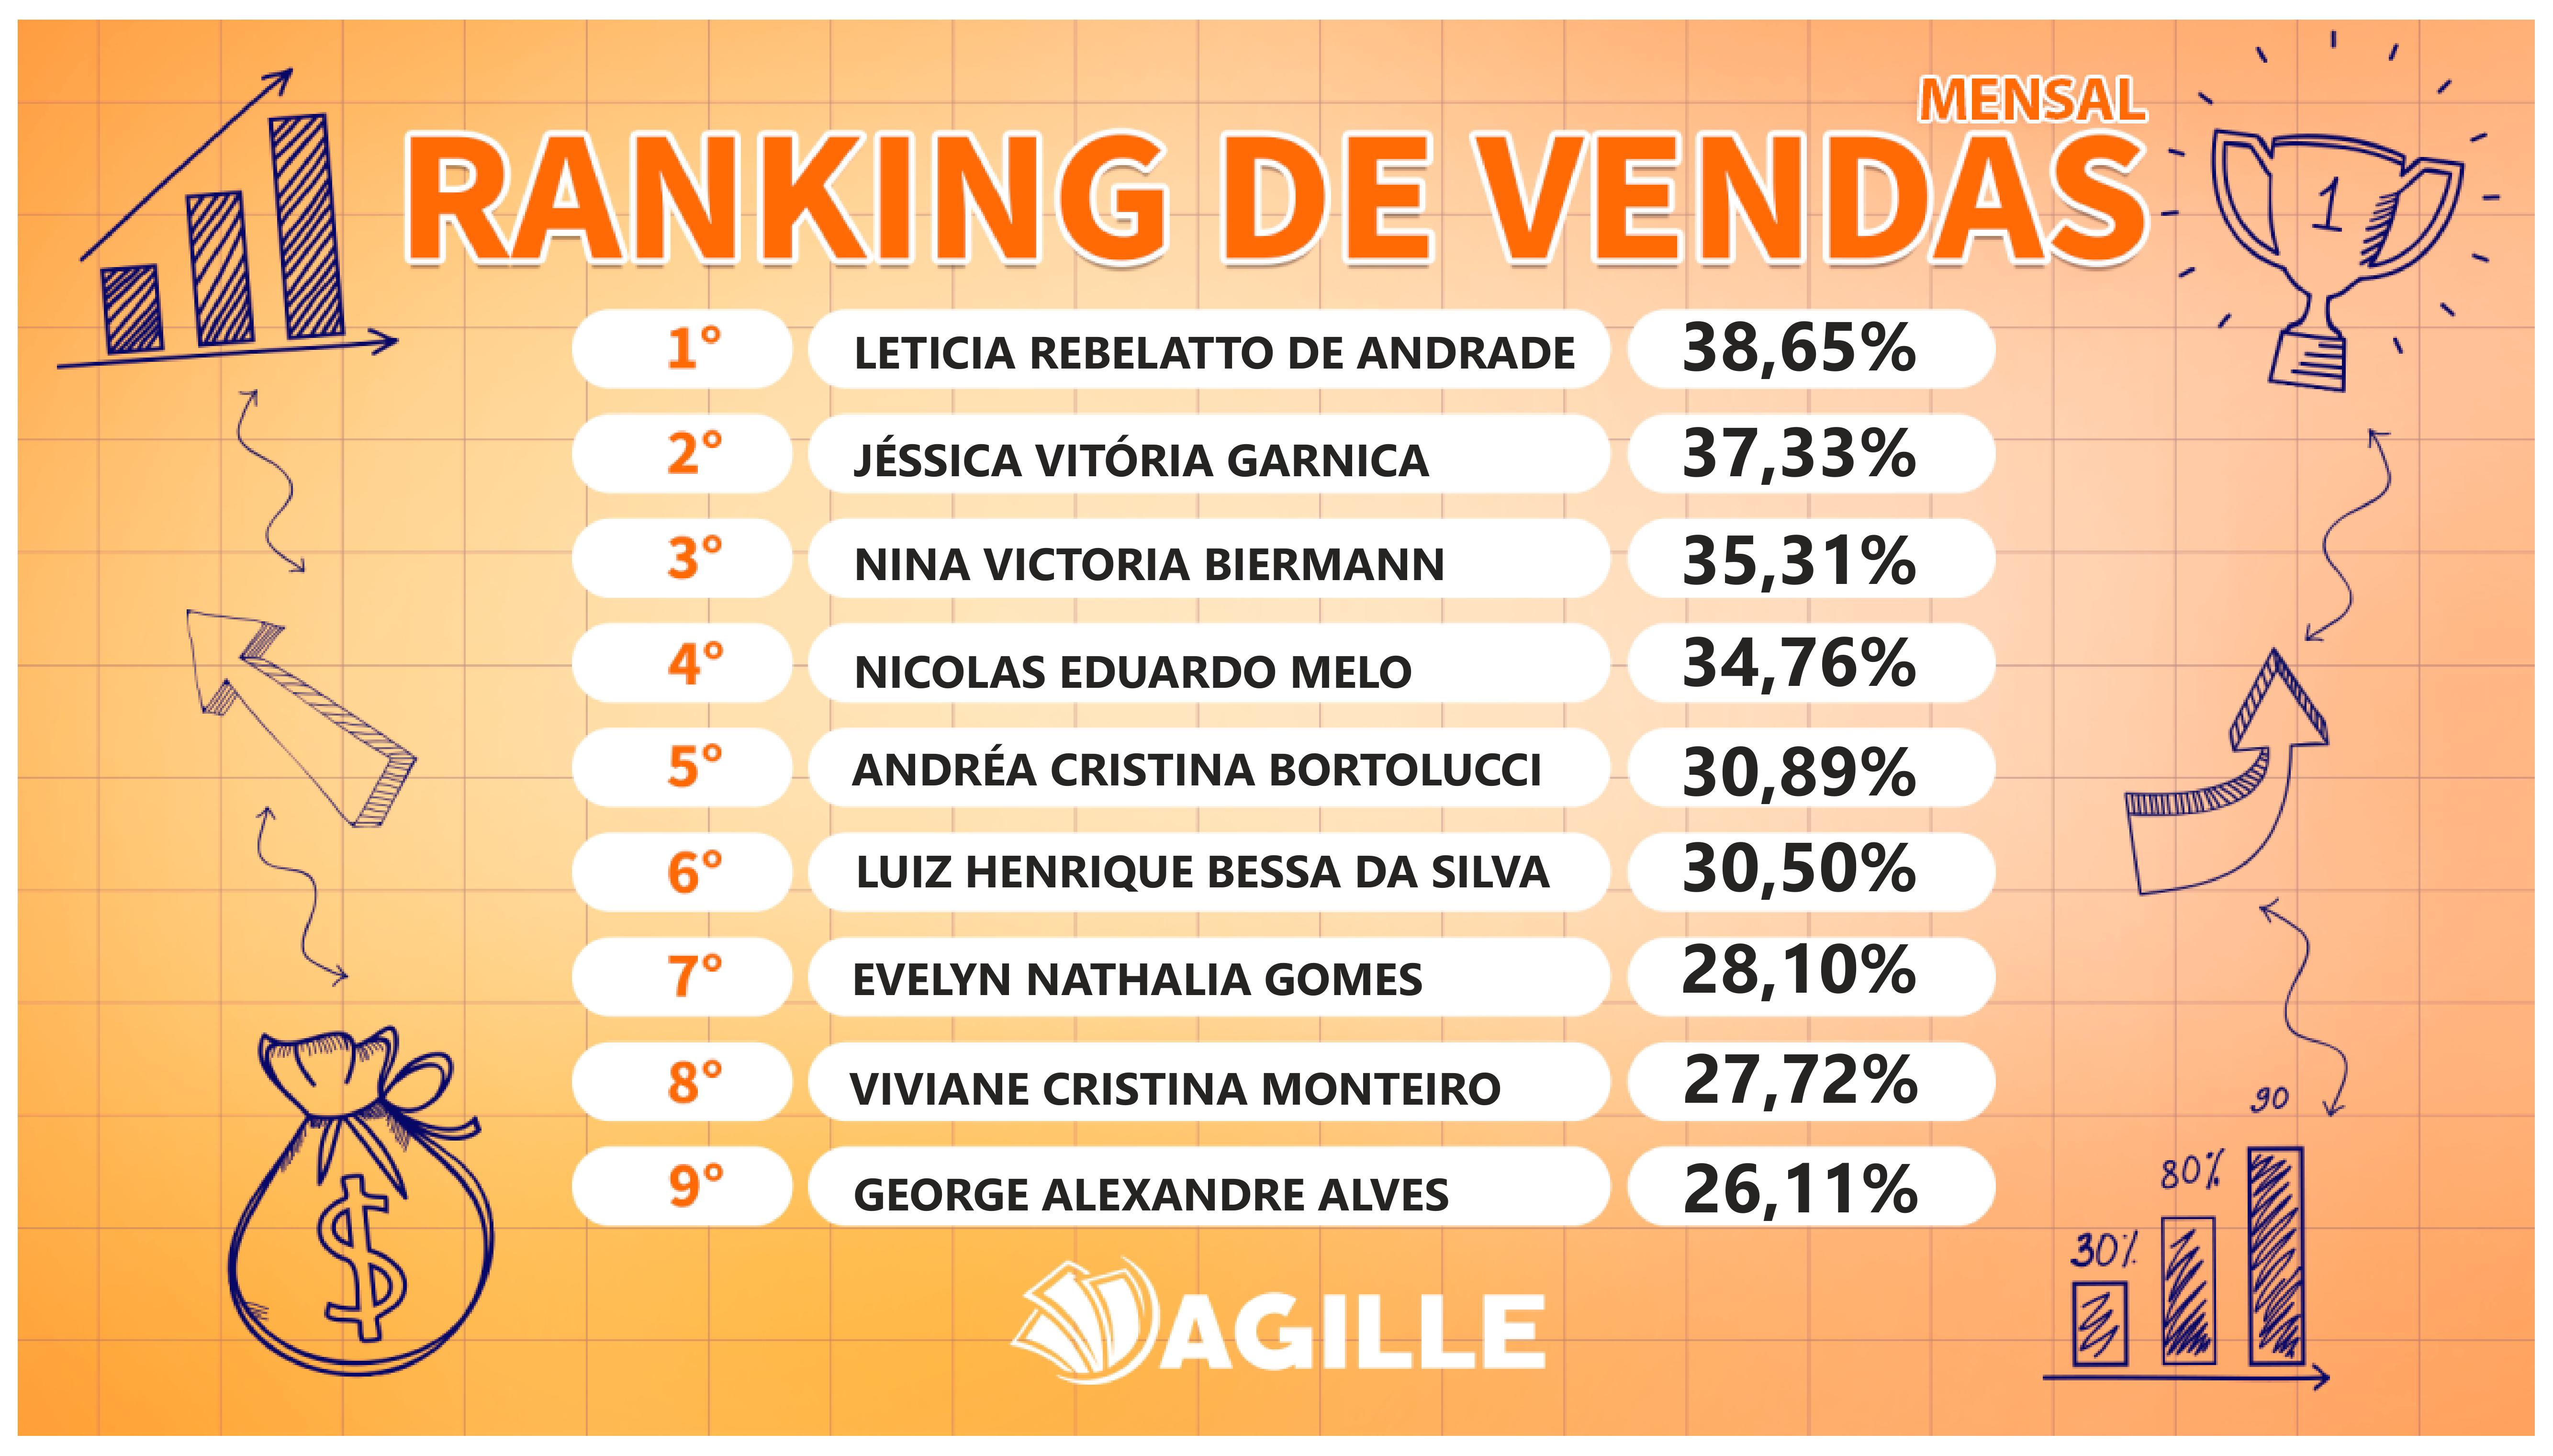 MENSAL
RANKING DE VENDAS
1
1° LETICIA REBELATTO DE ANDRADE 38,65%
2° JÉSSICA VITÓRIA GARNICA 37,33%
3° NINA VICTORIA BIERMANN 35,31%
4° NICOLAS EDUARDO MELO 34,76%
5° ANDRÉA CRISTINA BORTOLUCCI 30,89%
6° LUIZ HENRIQUE BESSA DA SILVA 30,50%
7° EVELYN NATHALIA GOMES 28,10%
8° VIVIANE CRISTINA MONTEIRO 27,72%
9° GEORGE ALEXANDRE ALVES 26,11%
$
90
80%
30%
AGILLE